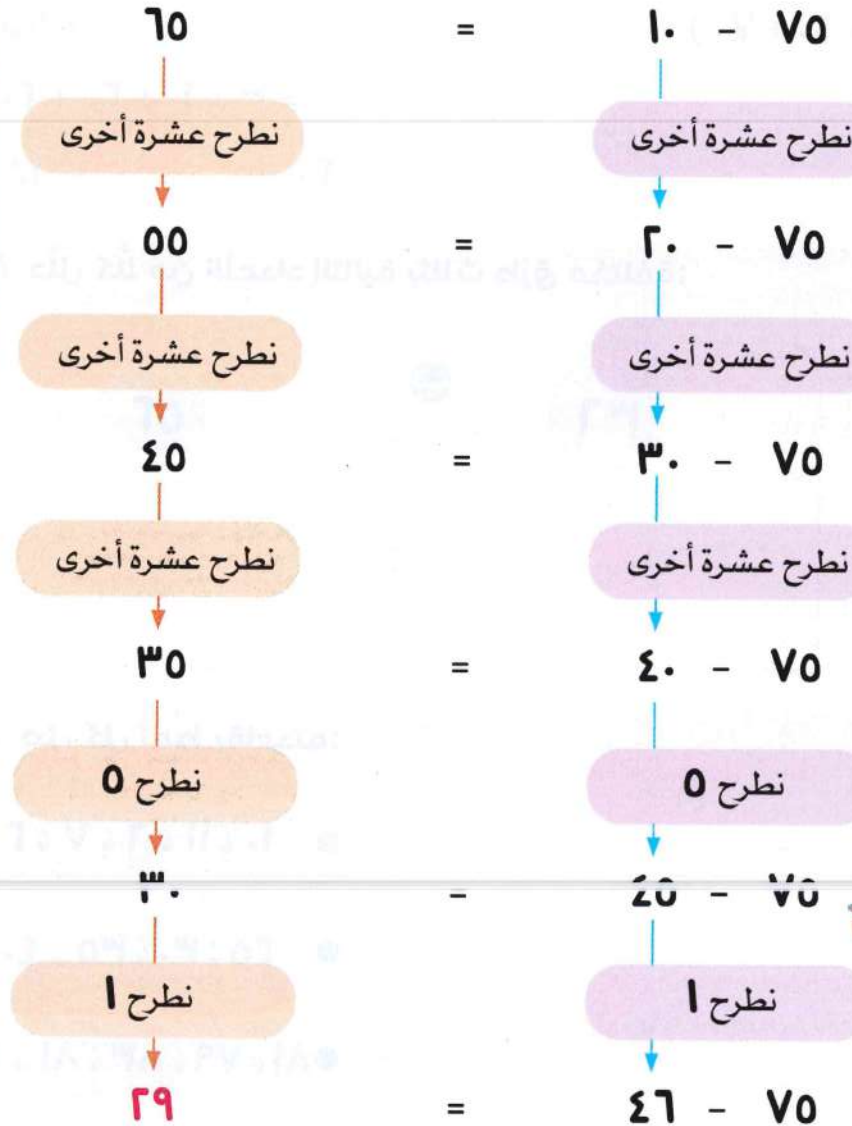 ٧٥ - ١٠ = ٦٥
نطرح عشرة أخرى نطرح عشرة أخرى
٧٥ - ٢٠ = ٥٥
نطرح عشرة أخرى نطرح عشرة أخرى
٧٥ - ٣٠ = ٤٥
نطرح عشرة أخرى نطرح عشرة أخرى
٧٥ - ٤٠ = ٣٥
نطرح ٥ نطرح ٥
٧٥ - ٤٥ = ٣٠
نطرح ١ نطرح ١
٧٥ - ٤٦ = ٢٩